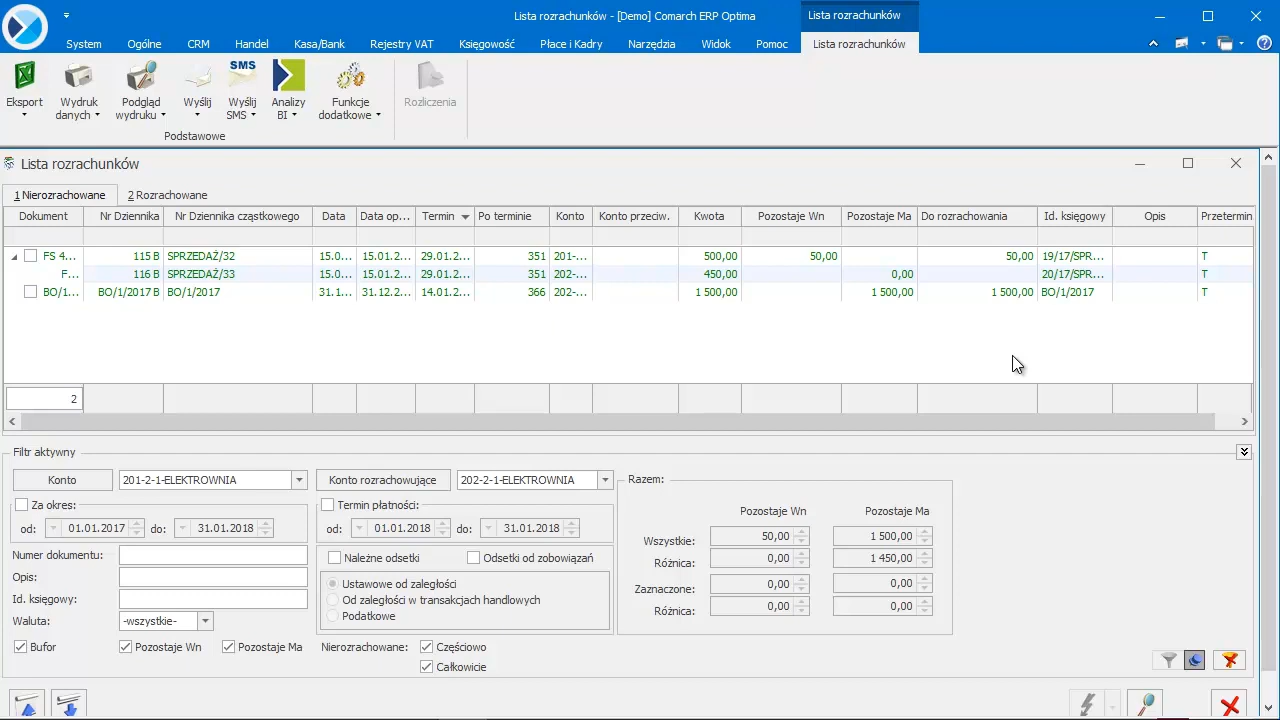 Lista rozrachunków - [Demo] Comarch ERP Optima
Lista rozrachunków
System Ogólne CRM Handel Kasa/Bank Rejestry VAT Księgowość Płace i Kadry Narzędzia Widok Pomoc Lista rozrachunków
SMS
Eksport Wydruk danych Podgląd wydruku Wyślij Wyślij SMS Analizy BI Funkcje dodatkowe Rozliczenia
Podstawowe
Lista rozrachunków
1 Nierozrachowane 2 Rozrachowane
Dokument Nr Dziennika Nr Dziennika cząstkowego Data Data op... Termin Po terminie Konto Konto przeciw. Kwota Pozostaje Wn Pozostaje Ma Do rozrachowania Id. księgowy Opis Przetermin
FS 4... 115 B SPRZEDAŻ/32 15.0... 15.01.2... 29.01.2... 351 201-... 500,00 50,00 50,00 19/17/SPR... T
F... 116 B SPRZEDAŻ/33 15.0... 15.01.2... 29.01.2... 351 202-... 450,00 0,00 20/17/SPR... T
BO/1... BO/1/2017 B BO/1/2017 31.1... 31.12.2... 14.01.2... 366 202-... 1 500,00 1 500,00 1 500,00 BO/1/2017 T
2
Filtr aktywny
Konto 201-2-1-ELEKTROWNIA Konto rozrachowujące 202-2-1-ELEKTROWNIA Razem:
Za okres: Termin płatności:
Pozostaje Wn Pozostaje Ma
od: 01.01.2017 do: 31.01.2018 od: 01.01.2018 do: 31.01.2018
Wszystkie: 50,00 1 500,00
Numer dokumentu: Należne odsetki Odsetki od zobowiązań
Różnica: 0,00 1 450,00
Opis: Ustawowe od zaległości
Zaznaczone: 0,00 0,00
Id. księgowy: Od zaległości w transakcjach handlowych
Różnica: 0,00 0,00
Waluta: -wszystkie- Podatkowe
Bufor Pozostaje Wn Pozostaje Ma Nierozrachowane: Częściowo
Całkowicie